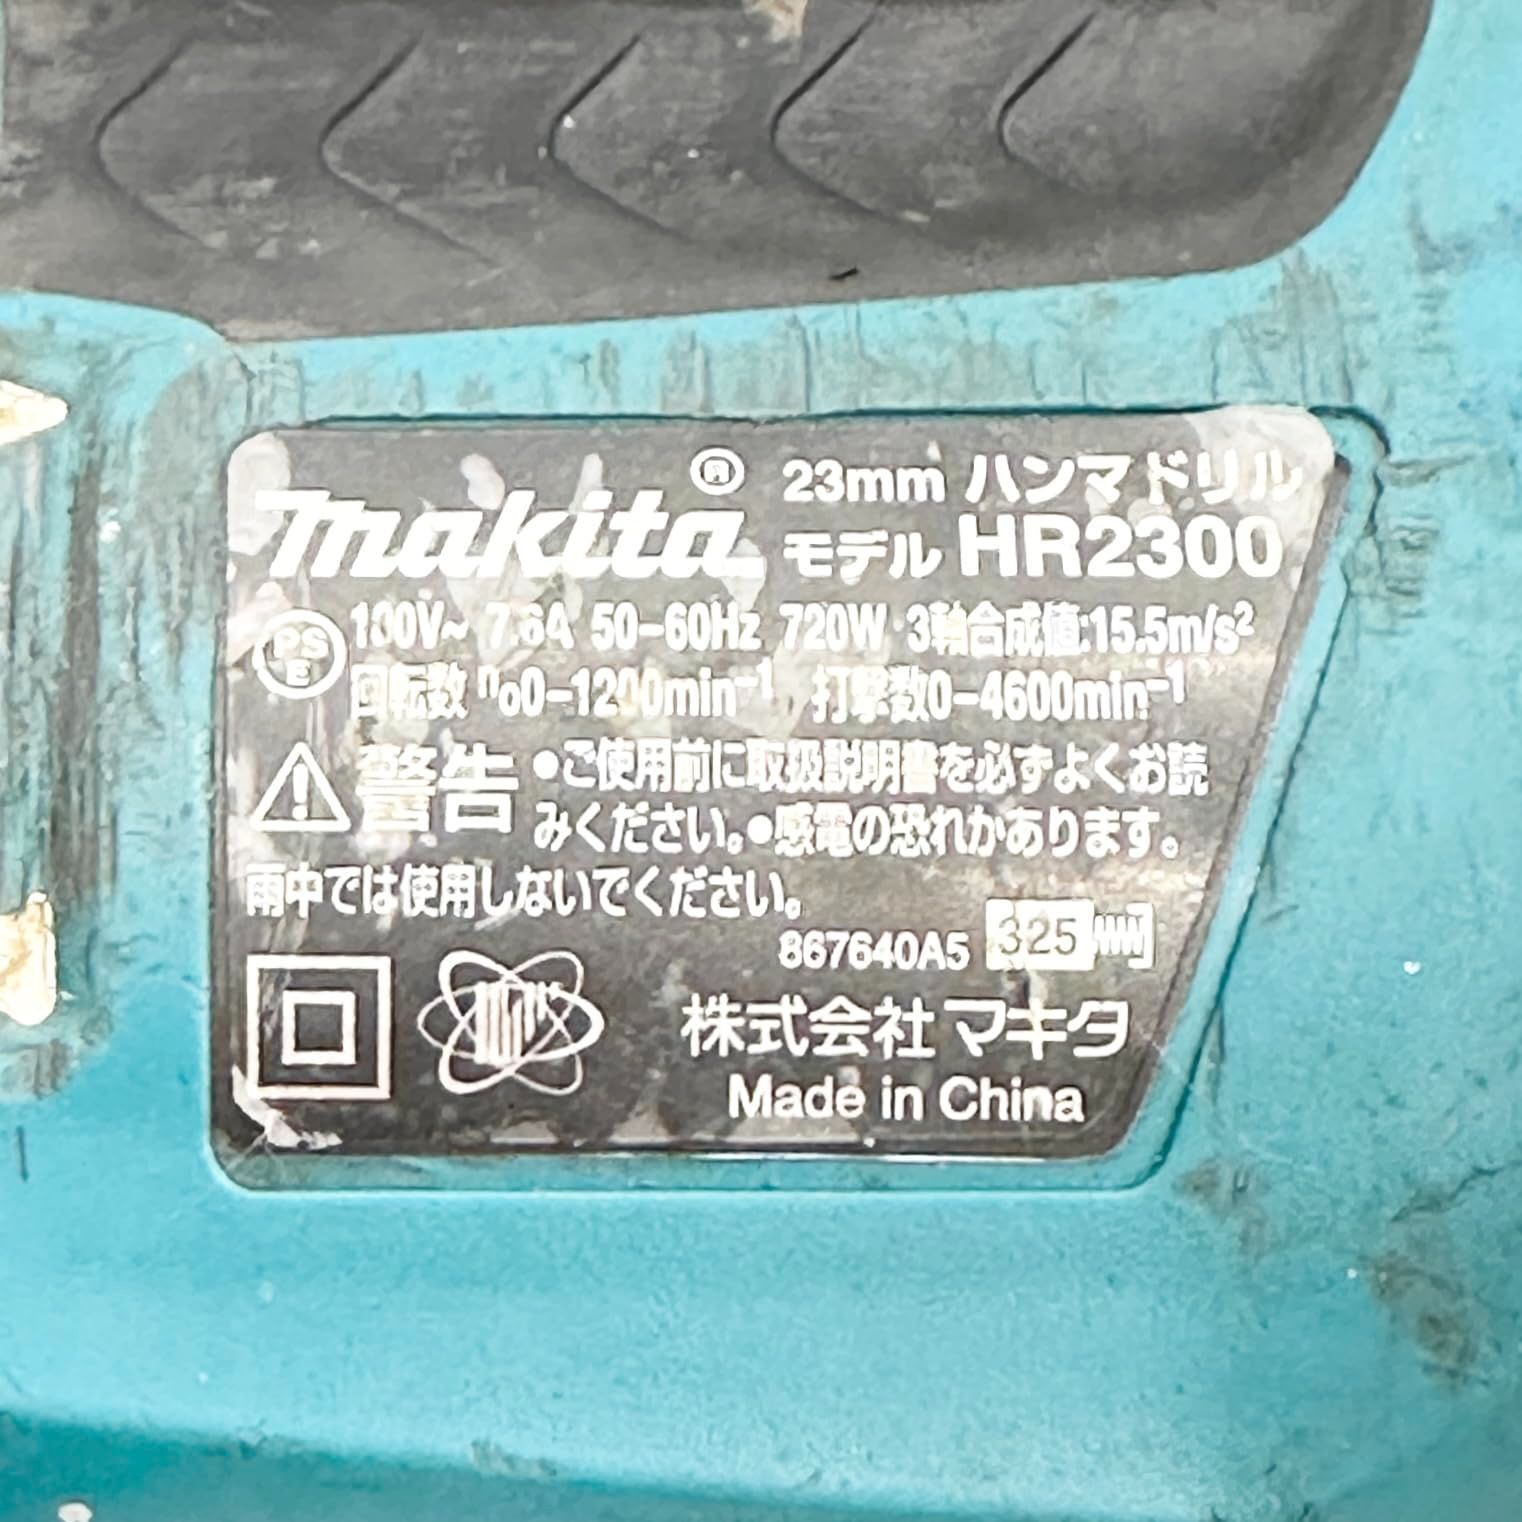 makita® 23mm ハンマドリル
モデル HR2300
PS
E
100V~ 7.6A 50-60Hz 720W 3軸合成値:15.5m/s²
回転数 n₀0-1200min⁻¹ 打撃数0-4600min⁻¹
警告 ●ご使用前に取扱説明書を必ずよくお読
みください。●感電の恐れがあります。
雨中では使用しないでください。
867640A5 325
株式会社マキタ
Made in China